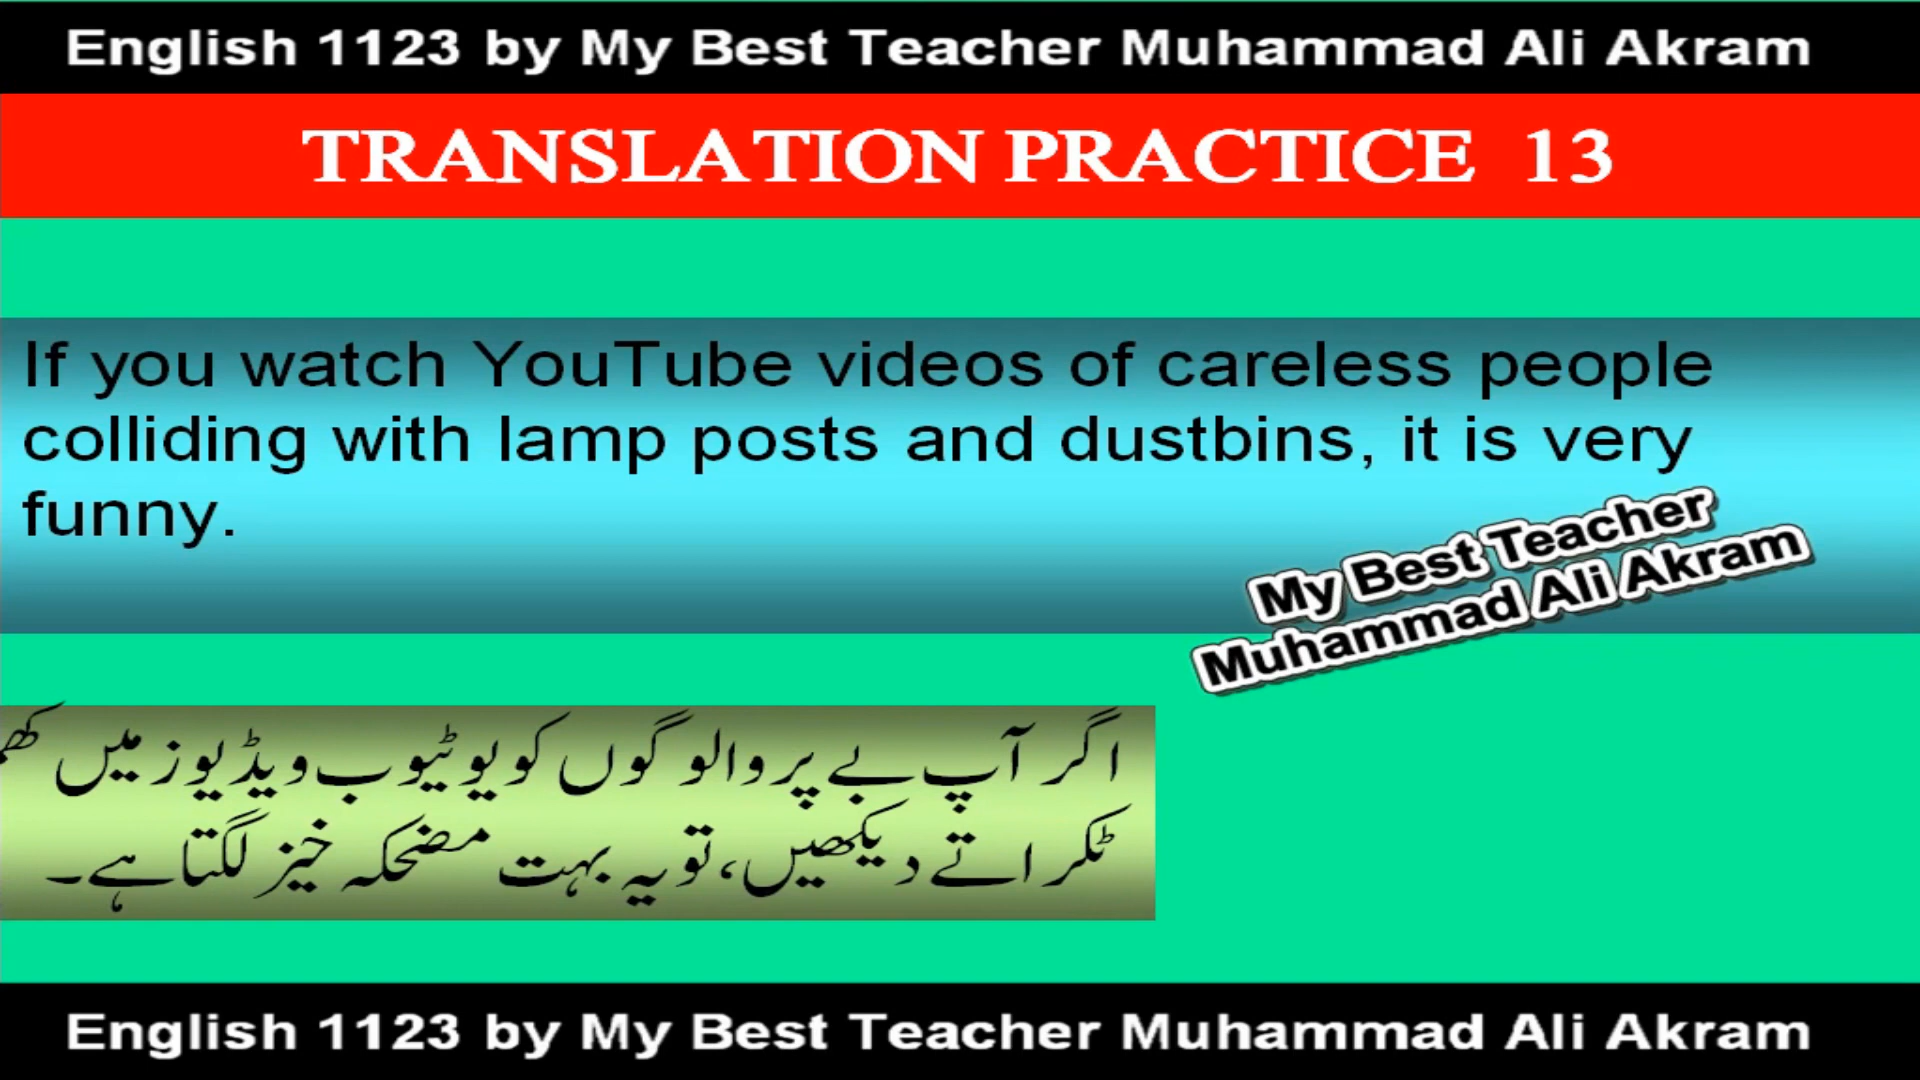 English 1123 by My Best Teacher Muhammad Ali Akram
TRANSLATION PRACTICE 13
If you watch YouTube videos of careless people
colliding with lamp posts and dustbins, it is very
funny.
My Best Teacher
Muhammad Ali Akram
اگر آپ بے پروا لوگوں کو یوٹیوب ویڈیوز میں
ٹکراتے دیکھیں، تو یہ بہت مضحکہ خیز لگتا ہے۔
English 1123 by My Best Teacher Muhammad Ali Akram